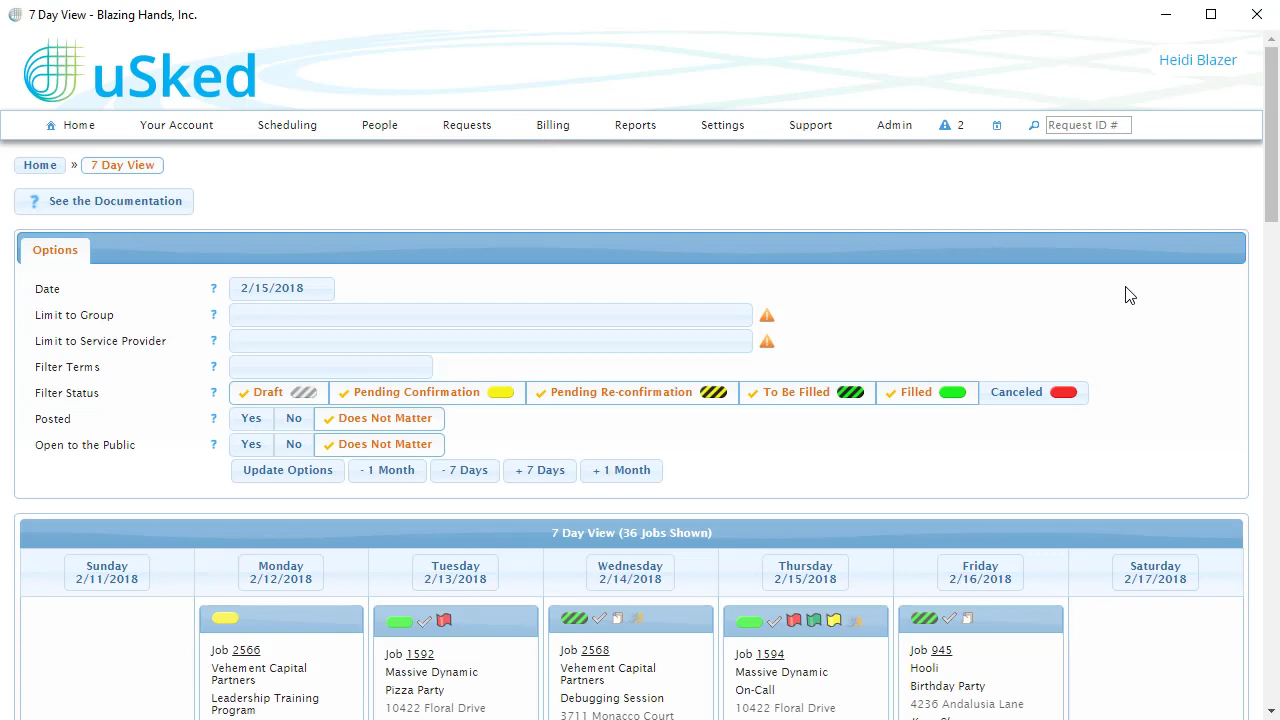 7 Day View - Blazing Hands, Inc.
uSked
Heidi Blazer
Home Your Account Scheduling People Requests Billing Reports Settings Support Admin 2 Request ID #
Home » 7 Day View
? See the Documentation
Options
Date ? 2/15/2018
Limit to Group ?
Limit to Service Provider ?
Filter Terms ?
Filter Status ? Draft Pending Confirmation Pending Re-confirmation To Be Filled Filled Canceled
Posted ? Yes No Does Not Matter
Open to the Public ? Yes No Does Not Matter
Update Options - 1 Month - 7 Days + 7 Days + 1 Month
7 Day View (36 Jobs Shown)
Sunday
2/11/2018
Monday
2/12/2018
Tuesday
2/13/2018
Wednesday
2/14/2018
Thursday
2/15/2018
Friday
2/16/2018
Saturday
2/17/2018
Job 2566
Vehement Capital
Partners
Leadership Training
Program
Job 1592
Massive Dynamic
Pizza Party
10422 Floral Drive
Job 2568
Vehement Capital
Partners
Debugging Session
3711 Monacco Court
Job 1594
Massive Dynamic
On-Call
10422 Floral Drive
Job 945
Hooli
Birthday Party
4236 Andalusia Lane